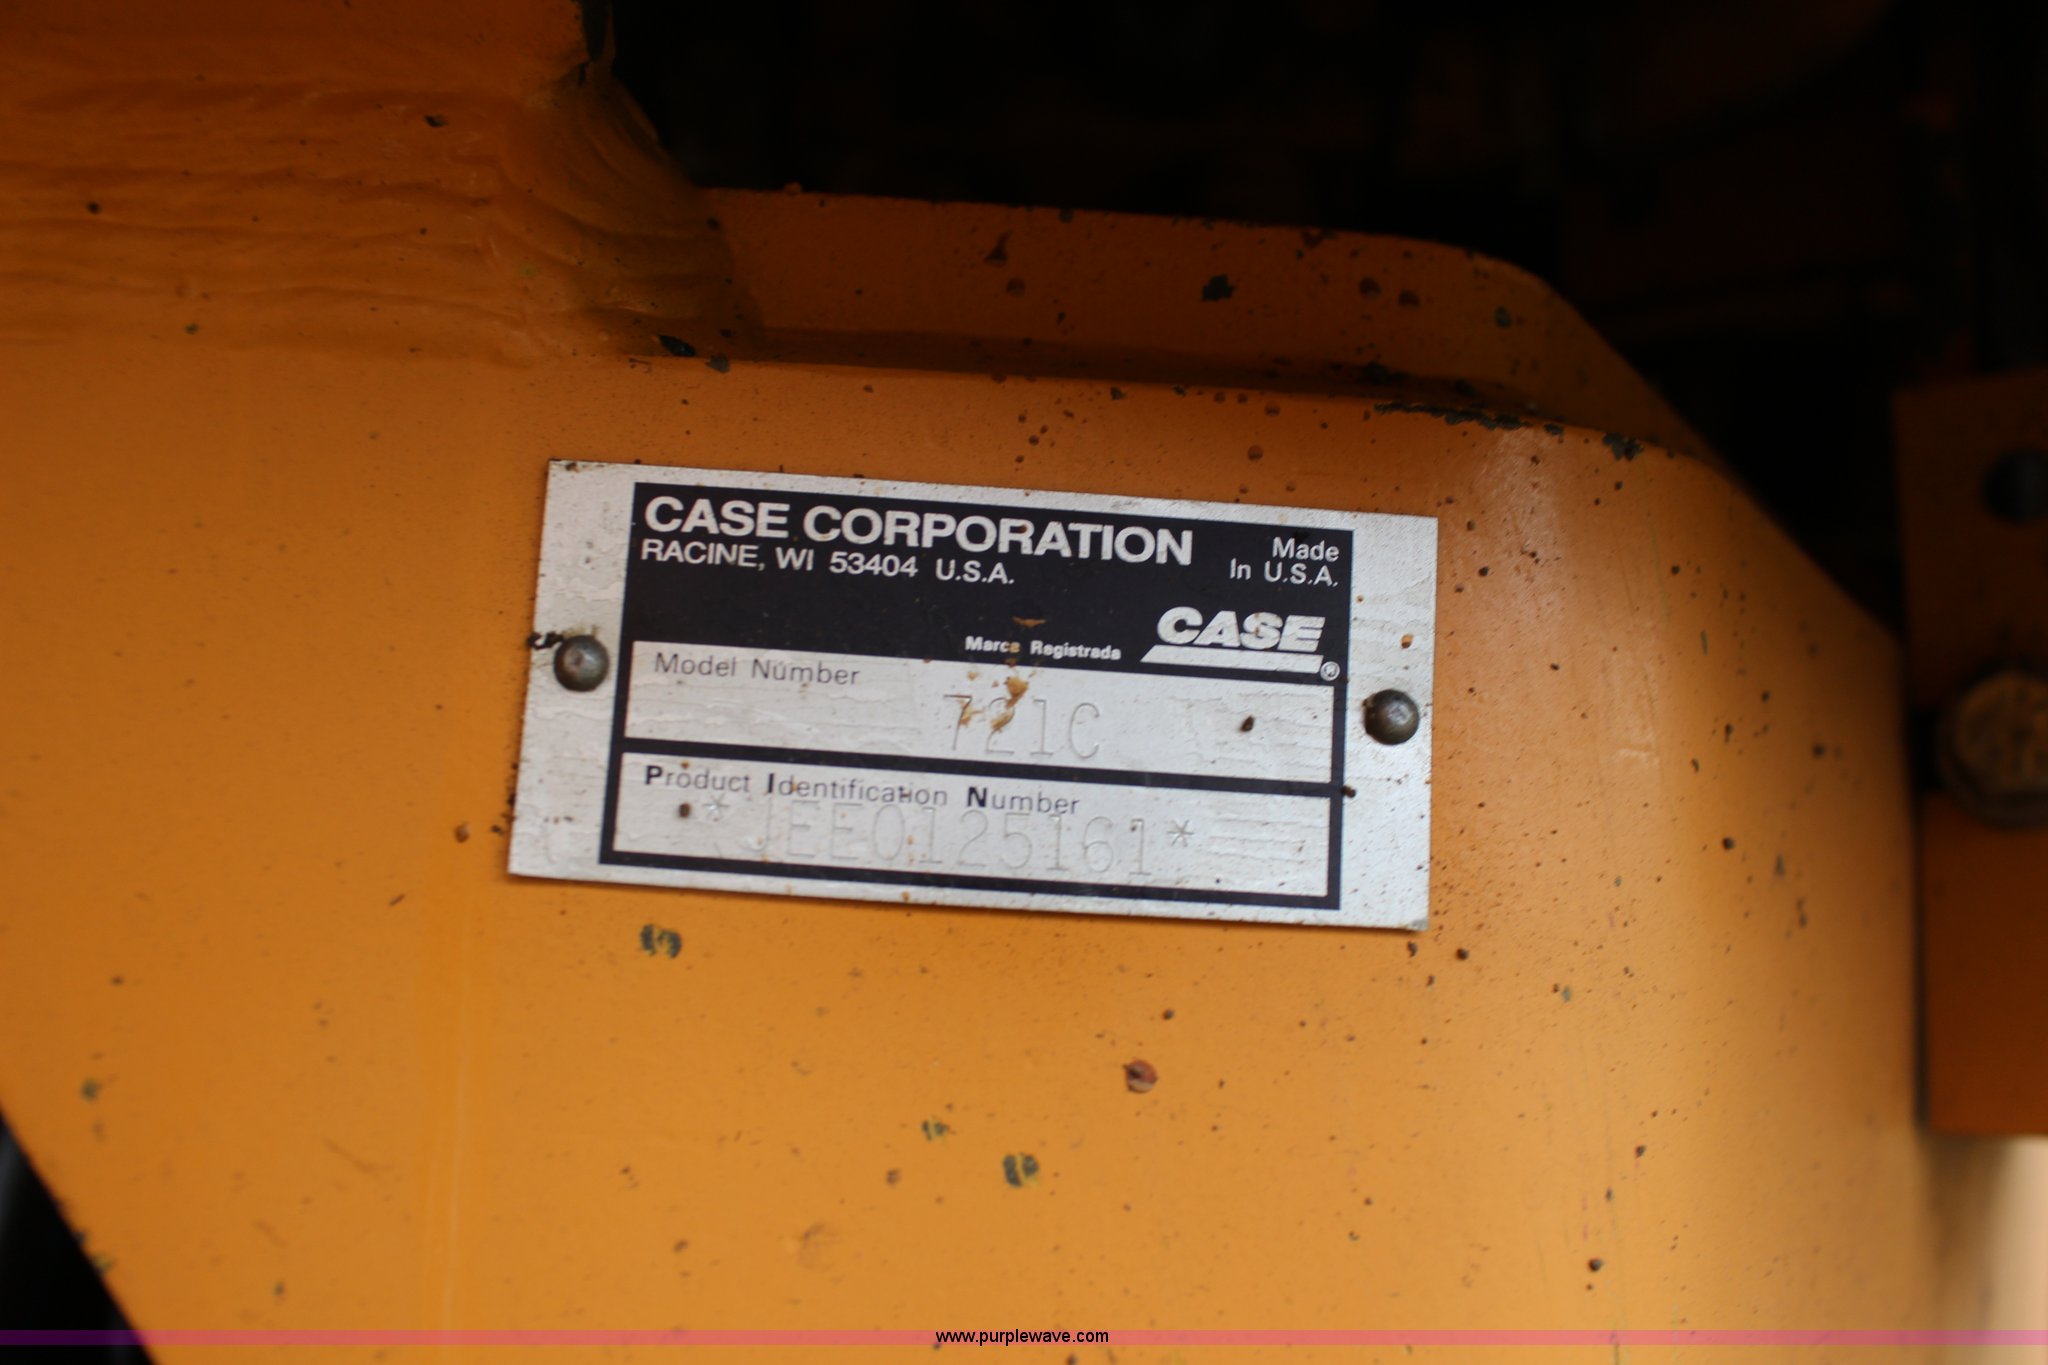 CASE CORPORATION
RACINE, WI 53404 U.S.A.
Made
In U.S.A.
CASE
®
Marca Registrada
Model Number
721C
Product Identification Number
*JEE0125161*
www.purplewave.com